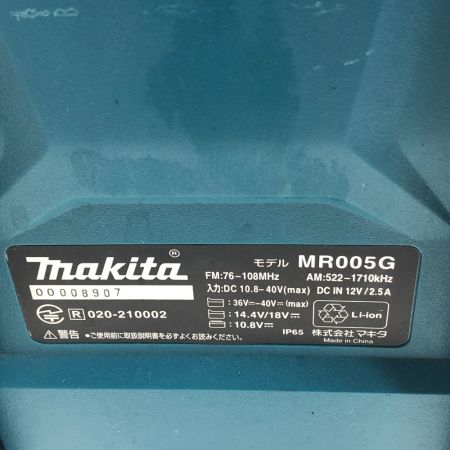 makita®
モデル MR005G
FM:76-108MHz AM:522-1710kHz
00008907
入力:DC 10.8-40V(max) DC IN 12V/2.5A
36V⎓-40V⎓(max)
14.4V/18V⎓
10.8V⎓
R 020-210002
Li-ion
⚠警告 •ご使用前に取扱説明書を必ずよくお読みください。
IP65 株式会社マキタ
Made in China